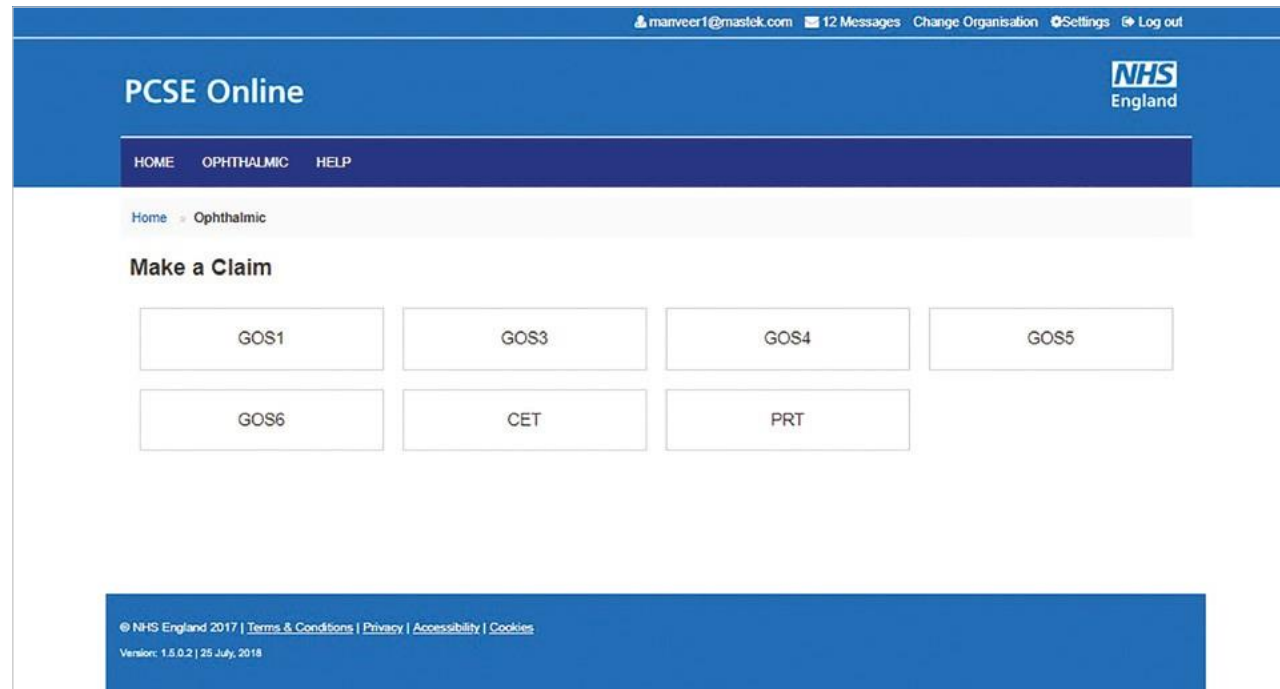 manveer1@mastek.com 12 Messages Change Organisation Settings Log out
PCSE Online
NHS
England
HOME OPHTHALMIC HELP
Home » Ophthalmic
Make a Claim
GOS1 GOS3 GOS4 GOS5
GOS6 CET PRT
© NHS England 2017 | Terms & Conditions | Privacy | Accessibility | Cookies
Version: 1.5.0.2 | 25 July, 2018